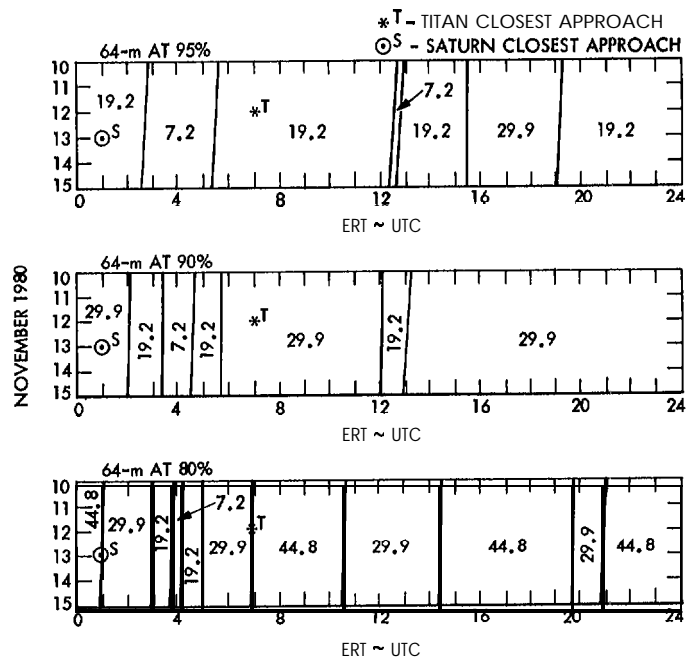 *T – TITAN CLOSEST APPROACH
⊙S - SATURN CLOSEST APPROACH
64-m AT 95%
10
11
12
13
14
15
19.2
S
7.2
*T
19.2
7.2
19.2
29.9
19.2
0 4 8 12 16 20 24
ERT ~ UTC
NOVEMBER 1980
64-m AT 90%
10
11
12
13
14
15
29.9
S
19.2
7.2
19.2
*T
29.9
19.2
29.9
0 4 8 12 16 20 24
ERT ~ UTC
64-m AT 80%
10
11
12
13
14
15
44.8
S
29.9
19.2
7.2
19.2
29.9
*T
44.8
29.9
44.8
29.9
44.8
0 4 8 12 16 20 24
ERT ~ UTC